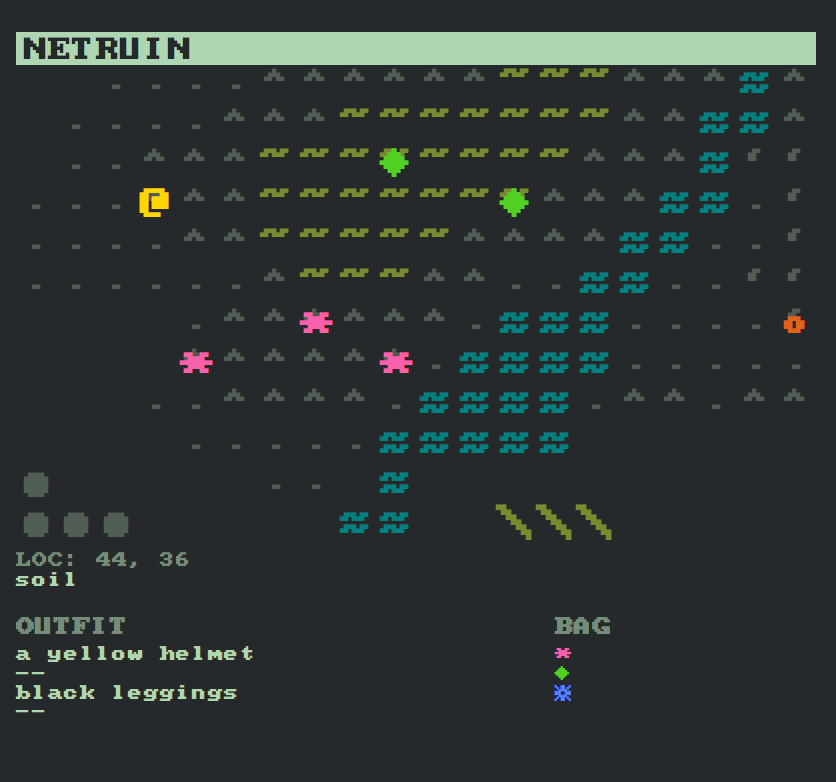 NETRUIN
LOC: 44, 36
soil
OUTFIT
BAG
a yellow helmet
--
black leggings
--